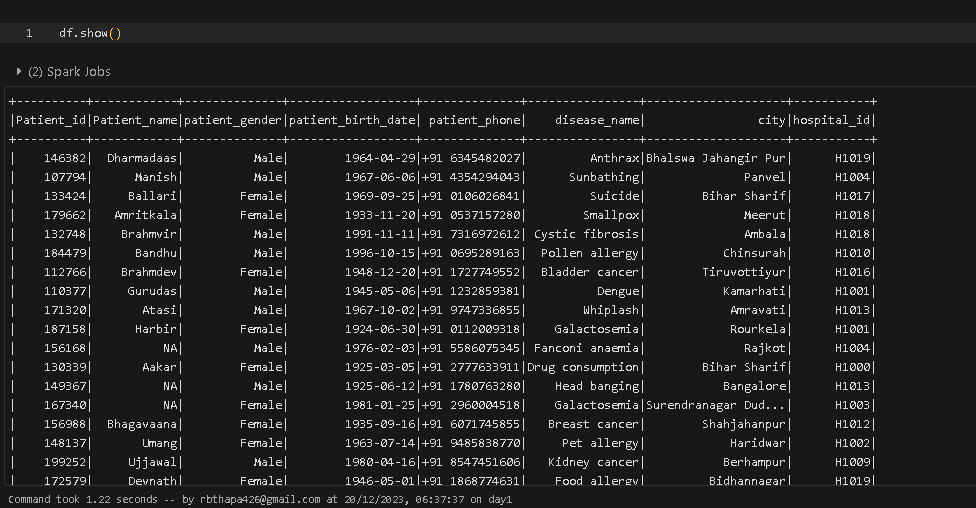 1 df.show()
(2) Spark Jobs
+----------+------------+--------------+------------------+--------------+----------------+--------------------+-----------+
|Patient_id|Patient_name|patient_gender|patient_birth_date| patient_phone| disease_name| city|hospital_id|
+----------+------------+--------------+------------------+--------------+----------------+--------------------+-----------+
| 146382| Dharmadaas| Male| 1964-04-29|+91 6345482027| Anthrax|Bhalswa Jahangir Pur| H1019|
| 107794| Manish| Male| 1967-06-06|+91 4354294043| Sunbathing| Panvel| H1004|
| 133424| Ballari| Female| 1969-09-25|+91 0106026841| Suicide| Bihar Sharif| H1017|
| 179662| Amritkala| Female| 1933-11-20|+91 0537157280| Smallpox| Meerut| H1018|
| 132748| Brahmvir| Male| 1991-11-11|+91 7316972612| Cystic fibrosis| Ambala| H1018|
| 184479| Bandhu| Male| 1996-10-15|+91 0695289163| Pollen allergy| Chinsurah| H1010|
| 112766| Brahmdev| Female| 1948-12-20|+91 1727749552| Bladder cancer| Tiruvottiyur| H1016|
| 110377| Gurudas| Male| 1945-05-06|+91 1232859381| Dengue| Kamarhati| H1001|
| 171320| Atasi| Male| 1967-10-02|+91 9747336855| Whiplash| Amravati| H1013|
| 187158| Harbir| Female| 1924-06-30|+91 0112009318| Galactosemia| Rourkela| H1001|
| 156168| NA| Male| 1976-02-03|+91 5586075345| Fanconi anaemia| Rajkot| H1004|
| 130339| Aakar| Female| 1925-03-05|+91 2777633911|Drug consumption| Bihar Sharif| H1000|
| 149367| NA| Male| 1925-06-12|+91 1780763280| Head banging| Bangalore| H1013|
| 167340| NA| Female| 1981-01-25|+91 2960004518| Galactosemia|Surendranagar Dud...| H1003|
| 156988| Bhagavaana| Female| 1935-09-16|+91 6071745855| Breast cancer| Shahjahanpur| H1012|
| 148137| Umang| Female| 1963-07-14|+91 9485838770| Pet allergy| Haridwar| H1002|
| 199252| Ujjawal| Male| 1980-04-16|+91 8547451606| Kidney cancer| Berhampur| H1009|
| 172579| Devnath| Female| 1946-05-01|+91 1868774631| Food allergy| Bidhannagar| H1019|
Command took 1.22 seconds -- by rbthapa426@gmail.com at 20/12/2023, 06:37:37 on day1